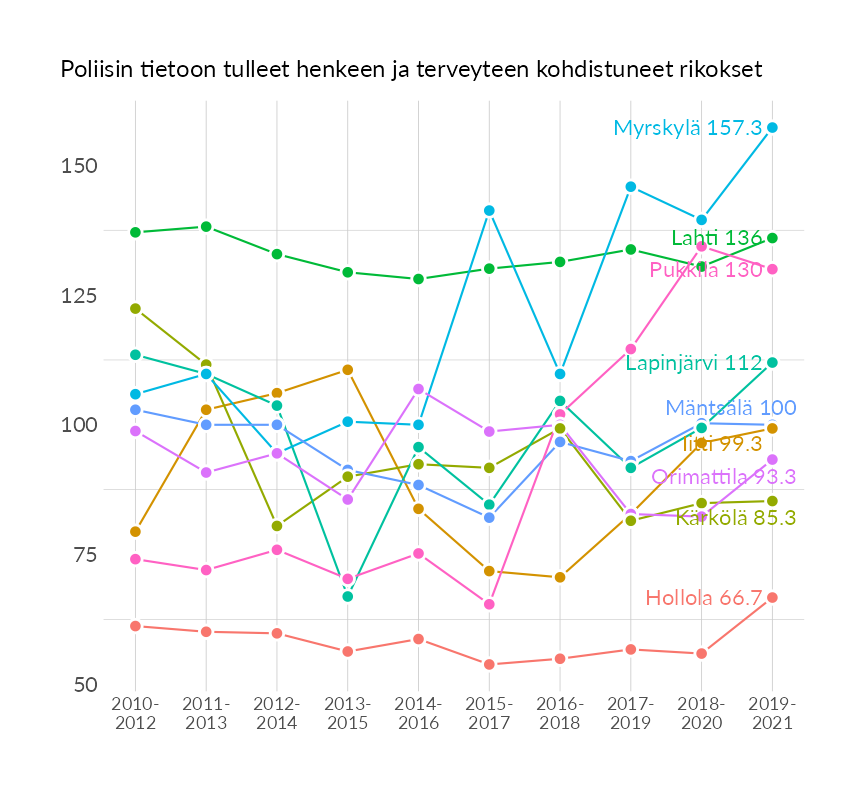 Poliisin tietoon tulleet henkeen ja terveyteen kohdistuneet rikokset
150
125
100
75
50
Myrskylä 157.3
Lahti 136
Pukkila 130
Lapinjärvi 112
Mäntsälä 100
Iitti 99.3
Orimattila 93.3
Kärkölä 85.3
Hollola 66.7
2010-
2012
2011-
2013
2012-
2014
2013-
2015
2014-
2016
2015-
2017
2016-
2018
2017-
2019
2018-
2020
2019-
2021